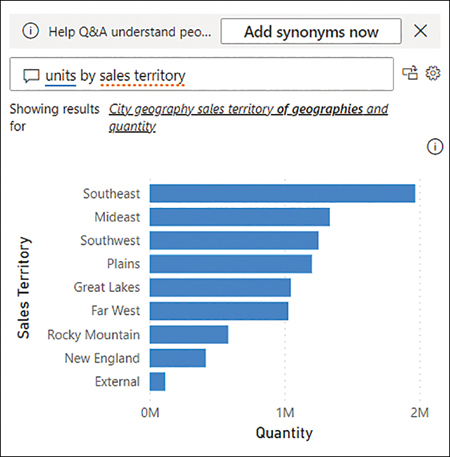 Help Q&A understand peo... Add synonyms now
units by sales territory
Showing results for
City geography sales territory of geographies and
quantity
Sales Territory
Southeast
Mideast
Southwest
Plains
Great Lakes
Far West
Rocky Mountain
New England
External
0M 1M 2M
Quantity